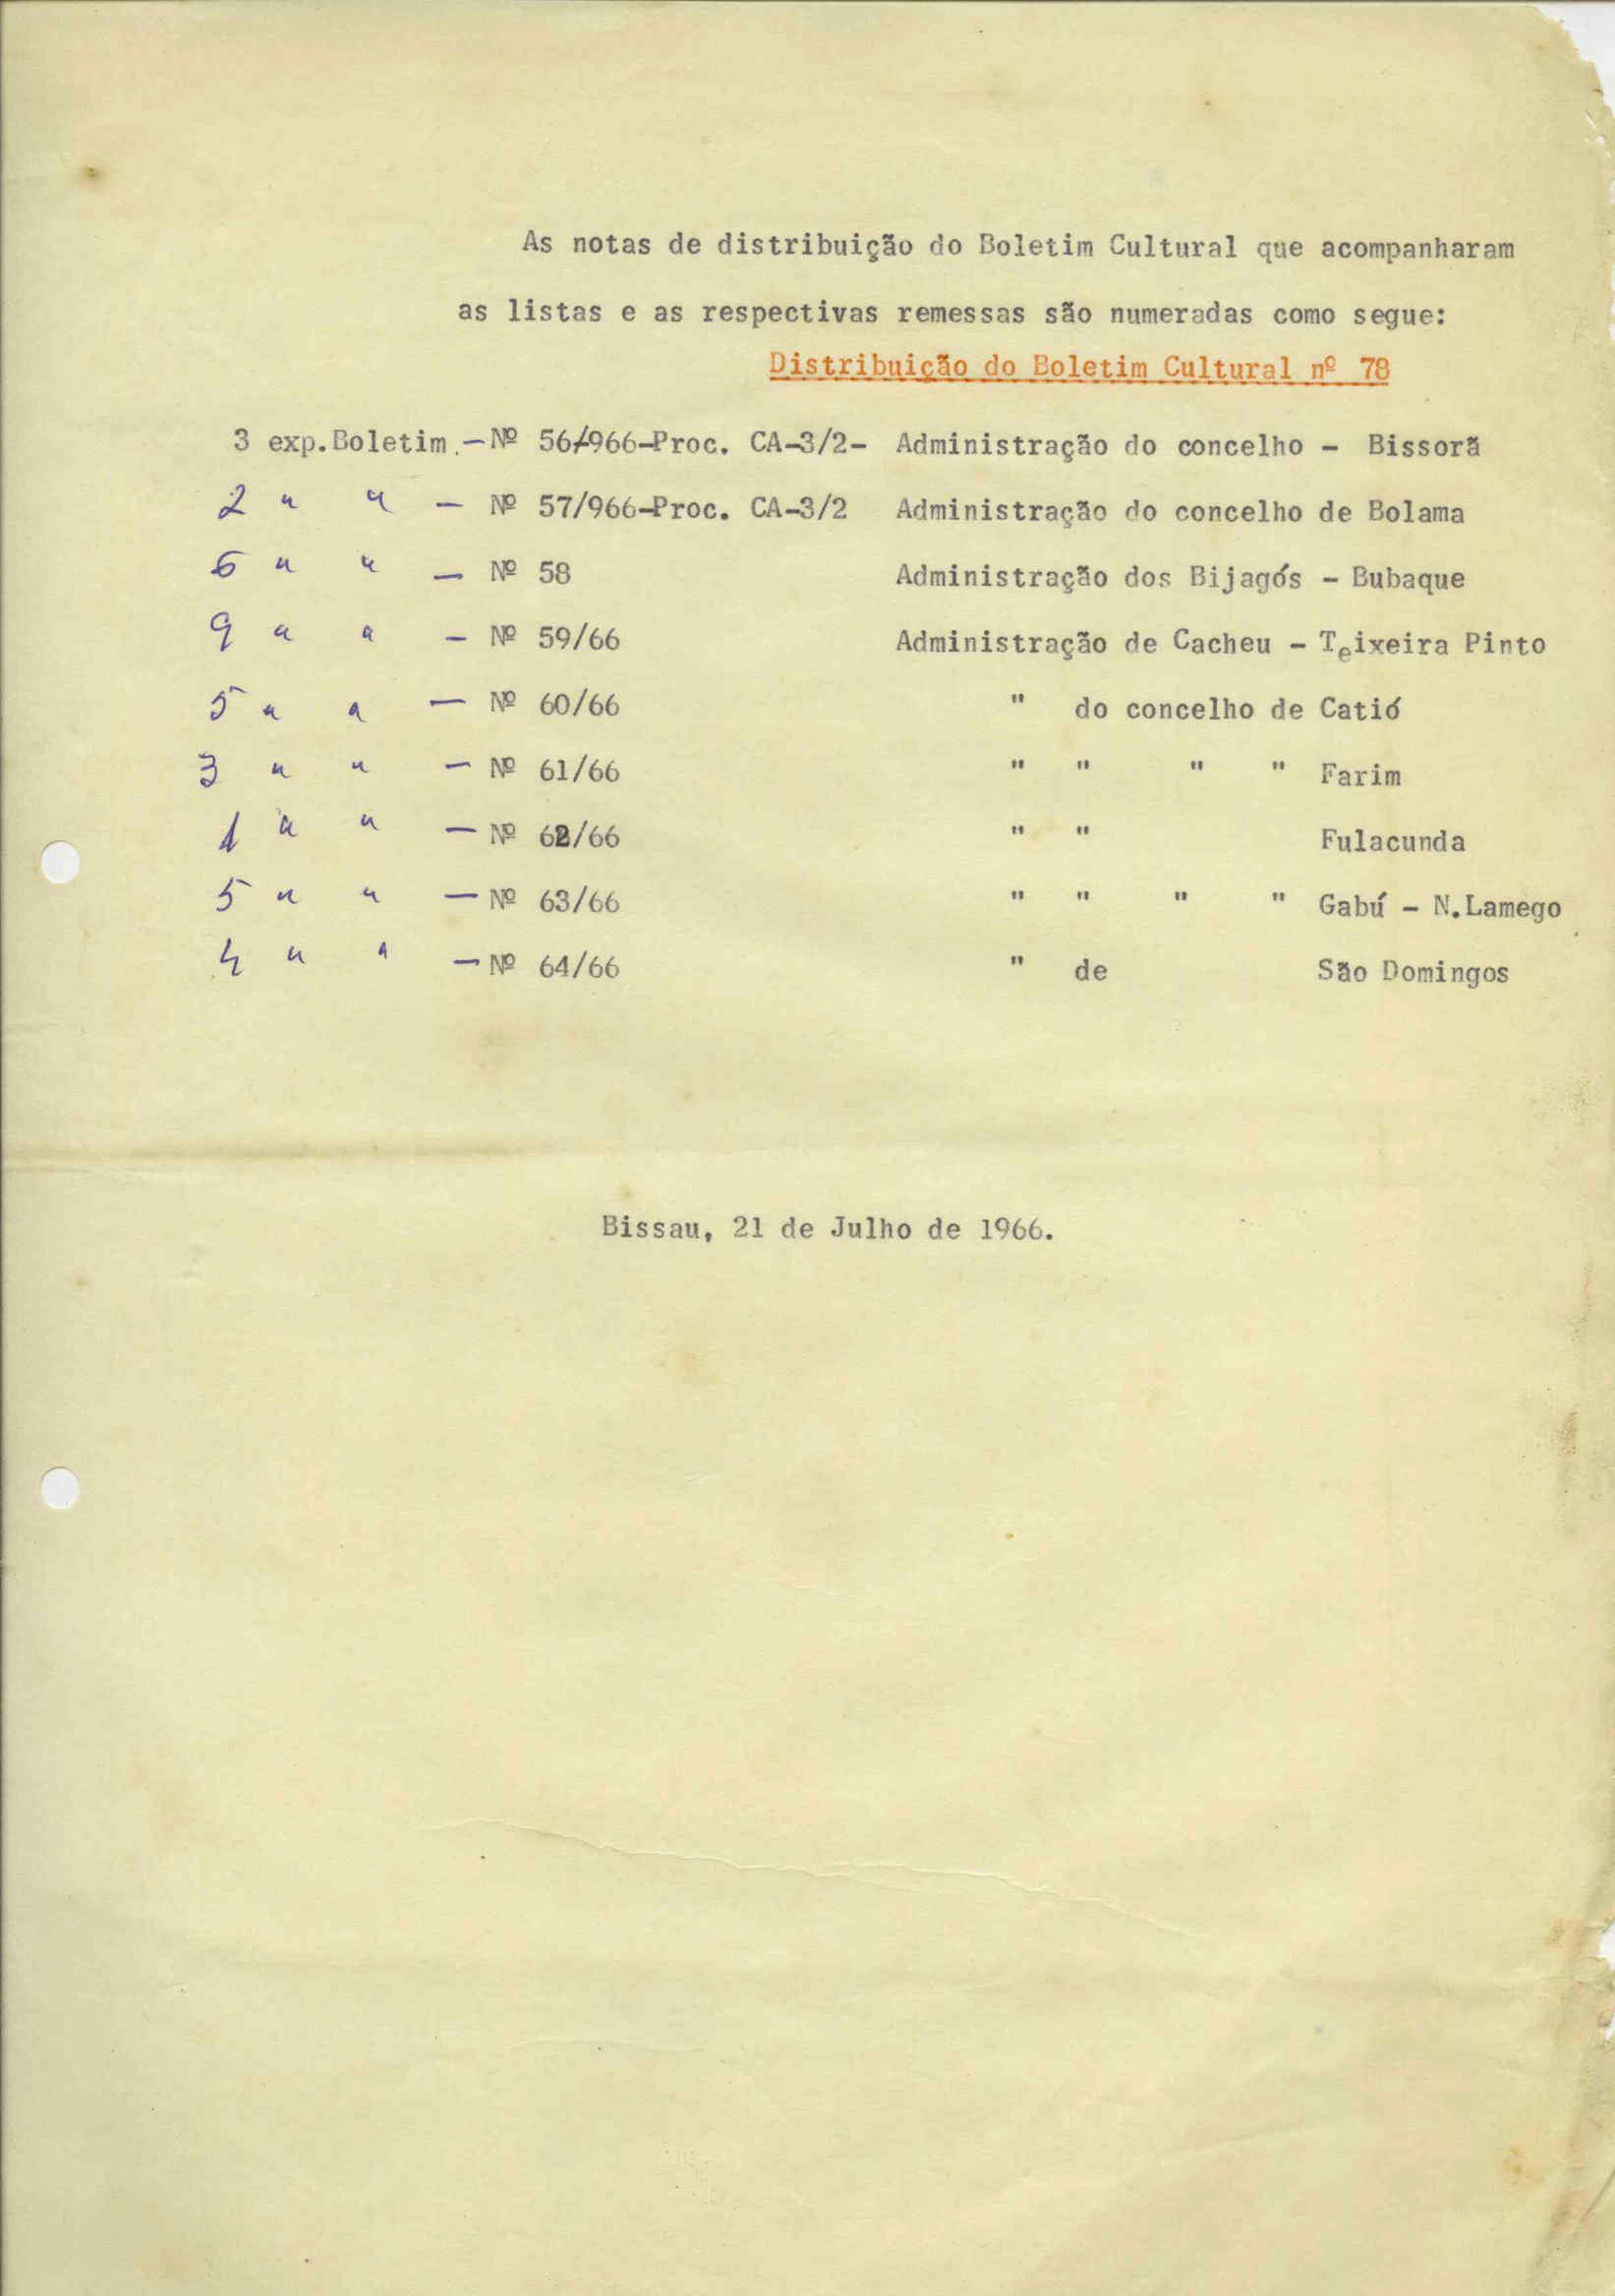 As notas de distribuição do Boletim Cultural que acompanharam
as listas e as respectivas remessas são numeradas como segue:
Distribuição do Boletim Cultural nº 78
3 exp.Boletim.—Nº 56/966-Proc. CA-3/2- Administração do concelho - Bissorã
2 " " — Nº 57/966-Proc. CA-3/2 Administração do concelho de Bolama
6 " " — Nº 58 Administração dos Bijagós - Bubaque
9 " " — Nº 59/66 Administração de Cacheu - Teixeira Pinto
5 " " — Nº 60/66 " do concelho de Catió
3 " " — Nº 61/66 " " " " Farim
1 " " — Nº 62/66 " " Fulacunda
5 " " — Nº 63/66 " " " " Gabú - N.Lamego
4 " " — Nº 64/66 " de São Domingos
Bissau, 21 de Julho de 1966.